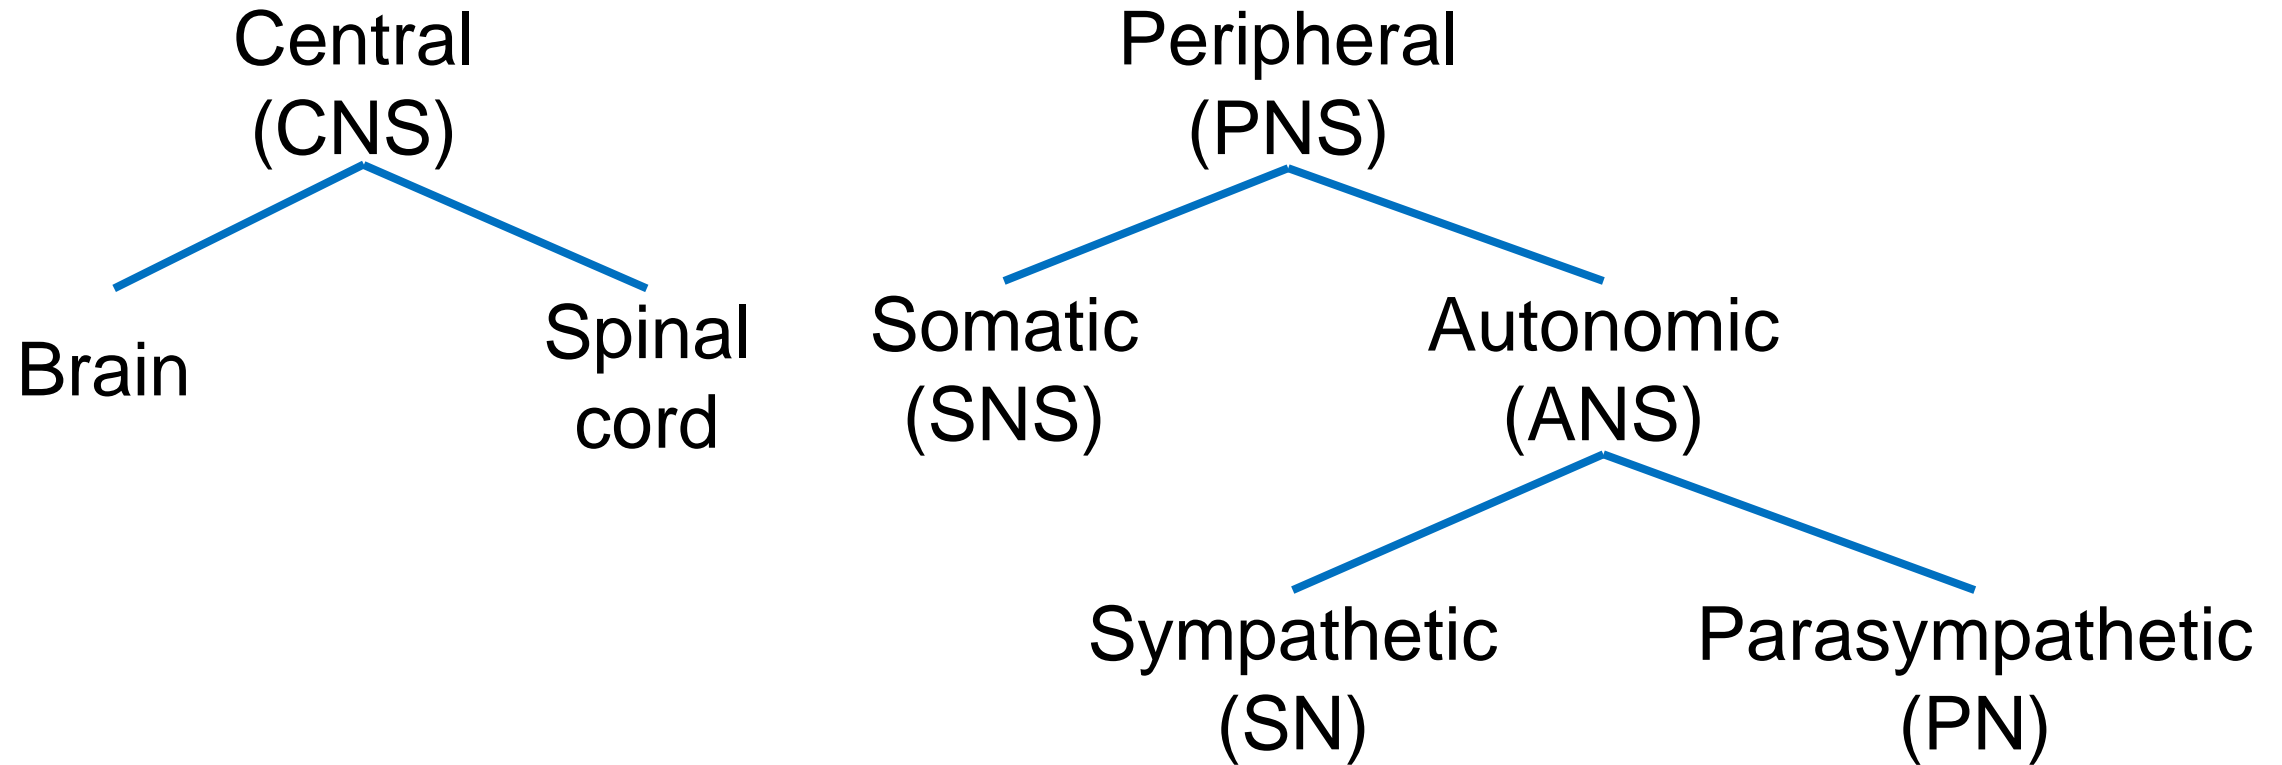 Central
(CNS)
Peripheral
(PNS)
Brain
Spinal
cord
Somatic
(SNS)
Autonomic
(ANS)
Sympathetic
(SN)
Parasympathetic
(PN)